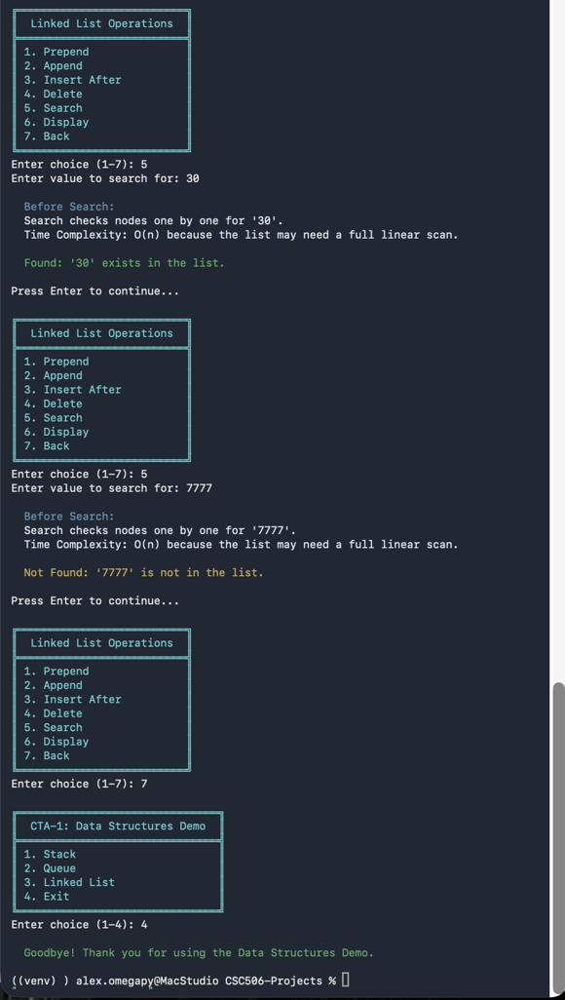 Linked List Operations
1. Prepend
2. Append
3. Insert After
4. Delete
5. Search
6. Display
7. Back
Enter choice (1-7): 5
Enter value to search for: 30
Before Search:
Search checks nodes one by one for '30'.
Time Complexity: O(n) because the list may need a full linear scan.
Found: '30' exists in the list.
Press Enter to continue...
Linked List Operations
1. Prepend
2. Append
3. Insert After
4. Delete
5. Search
6. Display
7. Back
Enter choice (1-7): 5
Enter value to search for: 7777
Before Search:
Search checks nodes one by one for '7777'.
Time Complexity: O(n) because the list may need a full linear scan.
Not Found: '7777' is not in the list.
Press Enter to continue...
Linked List Operations
1. Prepend
2. Append
3. Insert After
4. Delete
5. Search
6. Display
7. Back
Enter choice (1-7): 7
CTA-1: Data Structures Demo
1. Stack
2. Queue
3. Linked List
4. Exit
Enter choice (1-4): 4
Goodbye! Thank you for using the Data Structures Demo.
((venv) ) alex.omegapy@MacStudio CSC506-Projects %